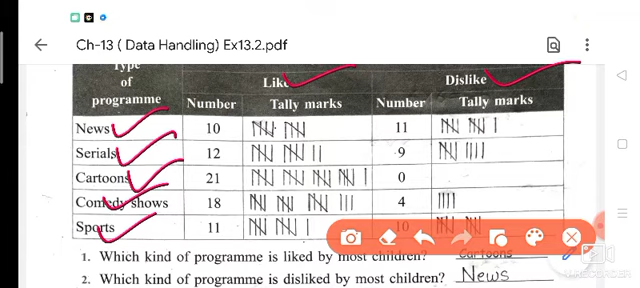 Ch-13 ( Data Handling) Ex13.2.pdf
Type of programme Like Dislike
Number Tally marks Number Tally marks
News 10 11
Serials 12 9
Cartoons 21 0
Comedy shows 18 4
Sports 11 10
1. Which kind of programme is liked by most children? Cartoons
2. Which kind of programme is disliked by most children? News